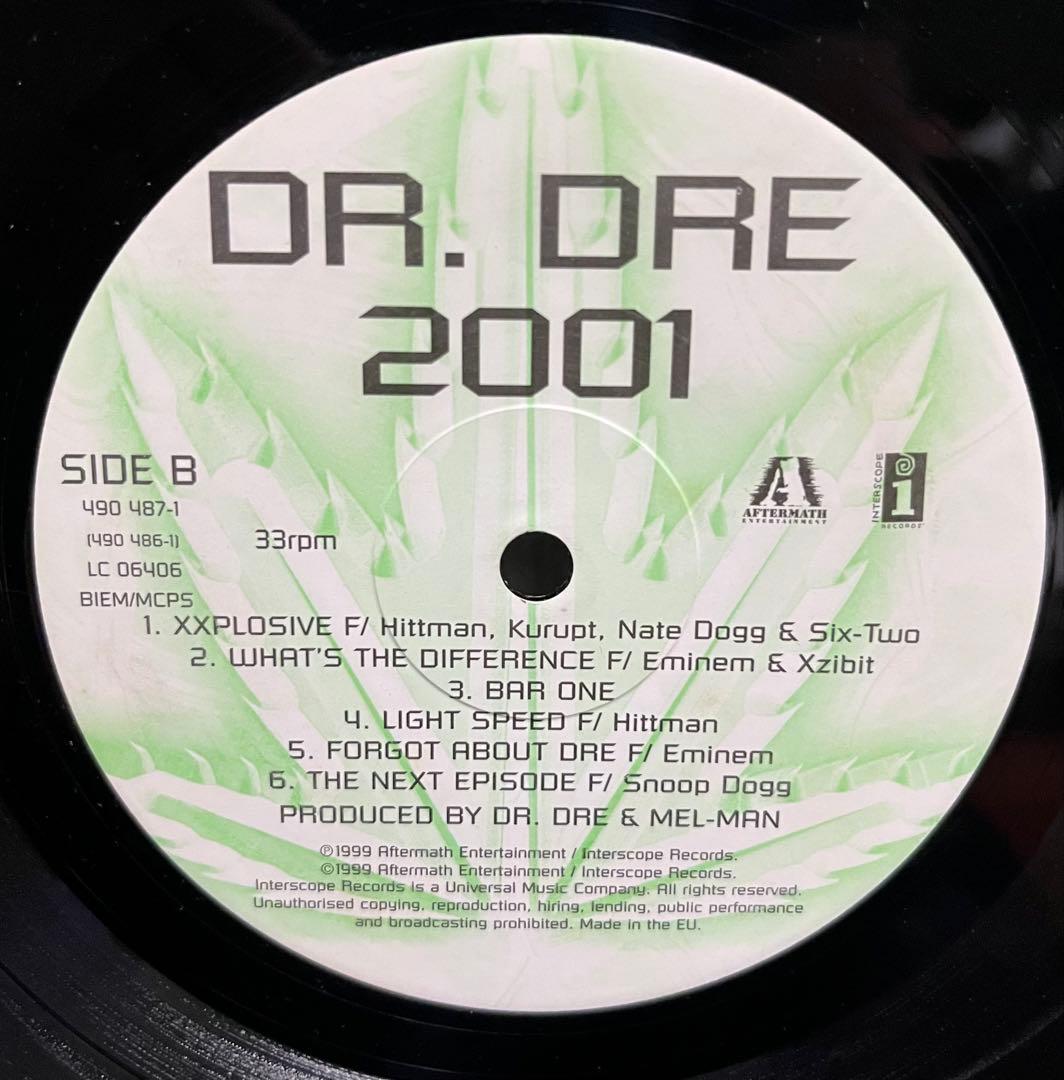 DR. DRE
2001
SIDE B
490 487-1
(490 486-1)
LC 06406
BIEM/MCPS
33rpm
A
AFTERMATH
ENTERTAINMENT
INTERSCOPE
i
RECORDS
1. XXPLOSIVE F/ Hittman, Kurupt, Nate Dogg & Six-Two
2. WHAT'S THE DIFFERENCE F/ Eminem & Xzibit
3. BAR ONE
4. LIGHT SPEED F/ Hittman
5. FORGOT ABOUT DRE F/ Eminem
6. THE NEXT EPISODE F/ Snoop Dogg
PRODUCED BY DR. DRE & MEL-MAN
℗1999 Aftermath Entertainment / Interscope Records.
©1999 Aftermath Entertainment / Interscope Records.
Interscope Records is a Universal Music Company. All rights reserved.
Unauthorised copying, reproduction, hiring, lending, public performance
and broadcasting prohibited. Made in the EU.